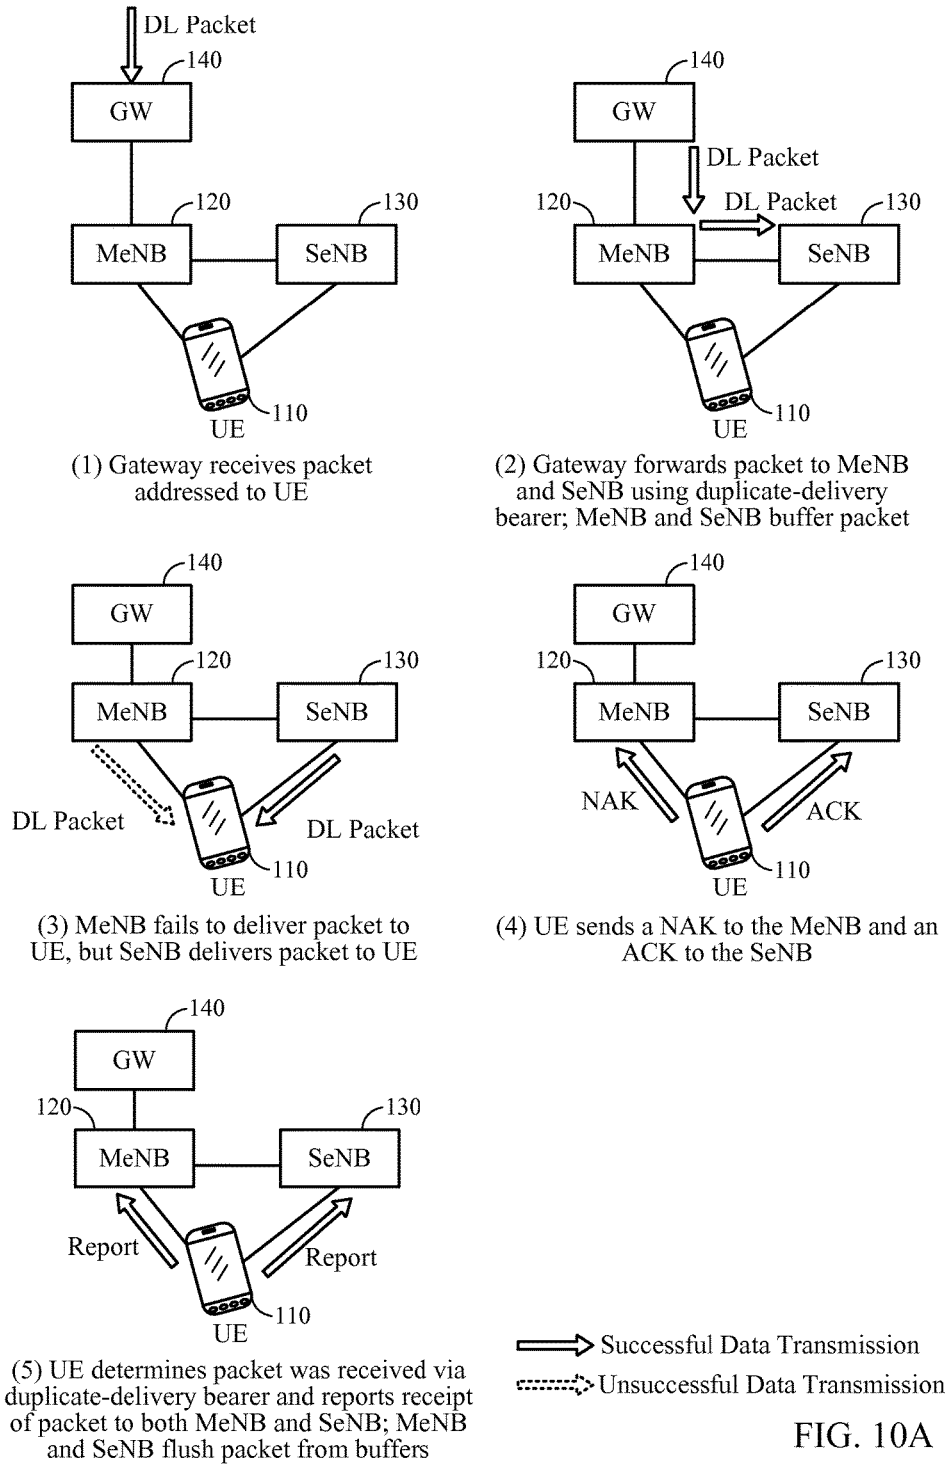 DL Packet
140
GW
120
130
MeNB
SeNB
110
UE
(1) Gateway receives packet
addressed to UE
140
GW
DL Packet
120
DL Packet
130
MeNB
SeNB
110
UE
(2) Gateway forwards packet to MeNB
and SeNB using duplicate-delivery
bearer; MeNB and SeNB buffer packet
140
GW
120
130
MeNB
SeNB
DL Packet
DL Packet
110
UE
(3) MeNB fails to deliver packet to
UE, but SeNB delivers packet to UE
140
GW
120
130
MeNB
SeNB
NAK
ACK
110
UE
(4) UE sends a NAK to the MeNB and an
ACK to the SeNB
140
GW
120
130
MeNB
SeNB
Report
Report
110
UE
(5) UE determines packet was received via
duplicate-delivery bearer and reports receipt
of packet to both MeNB and SeNB; MeNB
and SeNB flush packet from buffers
Successful Data Transmission
Unsuccessful Data Transmission
FIG. 10A